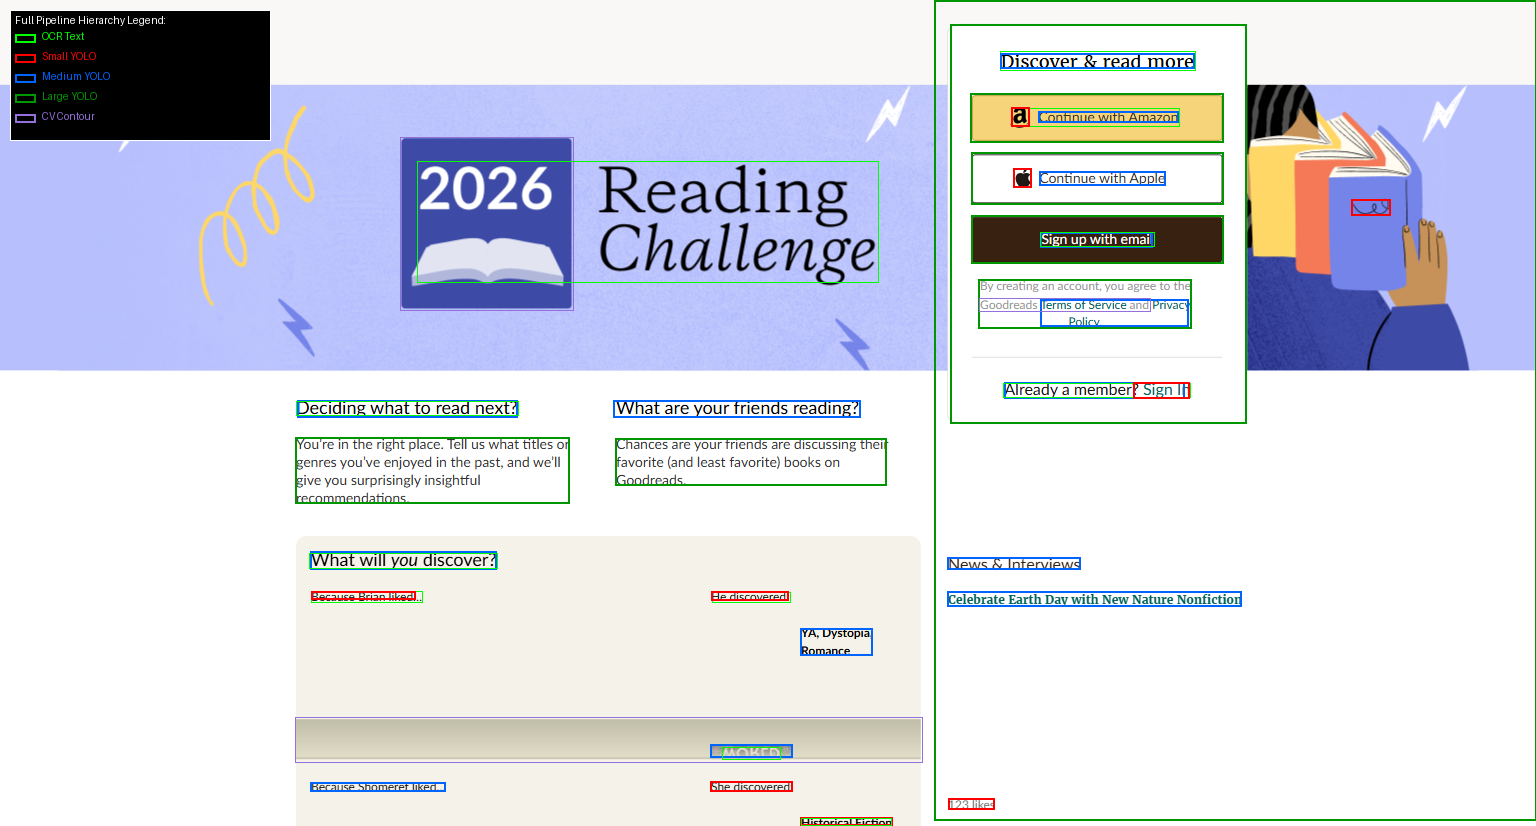 Full Pipeline Hierarchy Legend:
OCR Text
Small YOLO
Medium YOLO
Large YOLO
CV Contour
2026
Reading
Challenge
Discover & read more
a Continue with Amazon
Continue with Apple
Sign up with email
By creating an account, you agree to the
Goodreads Terms of Service and Privacy
Policy
Already a member? Sign In
Deciding what to read next?
You're in the right place. Tell us what titles or
genres you've enjoyed in the past, and we'll
give you surprisingly insightful
recommendations.
What are your friends reading?
Chances are your friends are discussing their
favorite (and least favorite) books on
Goodreads.
What will you discover?
Because Brian liked...
He discovered:
YA, Dystopia,
Romance
WORLD
Because Shomeret liked...
She discovered:
Historical Fiction
News & Interviews
Celebrate Earth Day with New Nature Nonfiction
123 likes